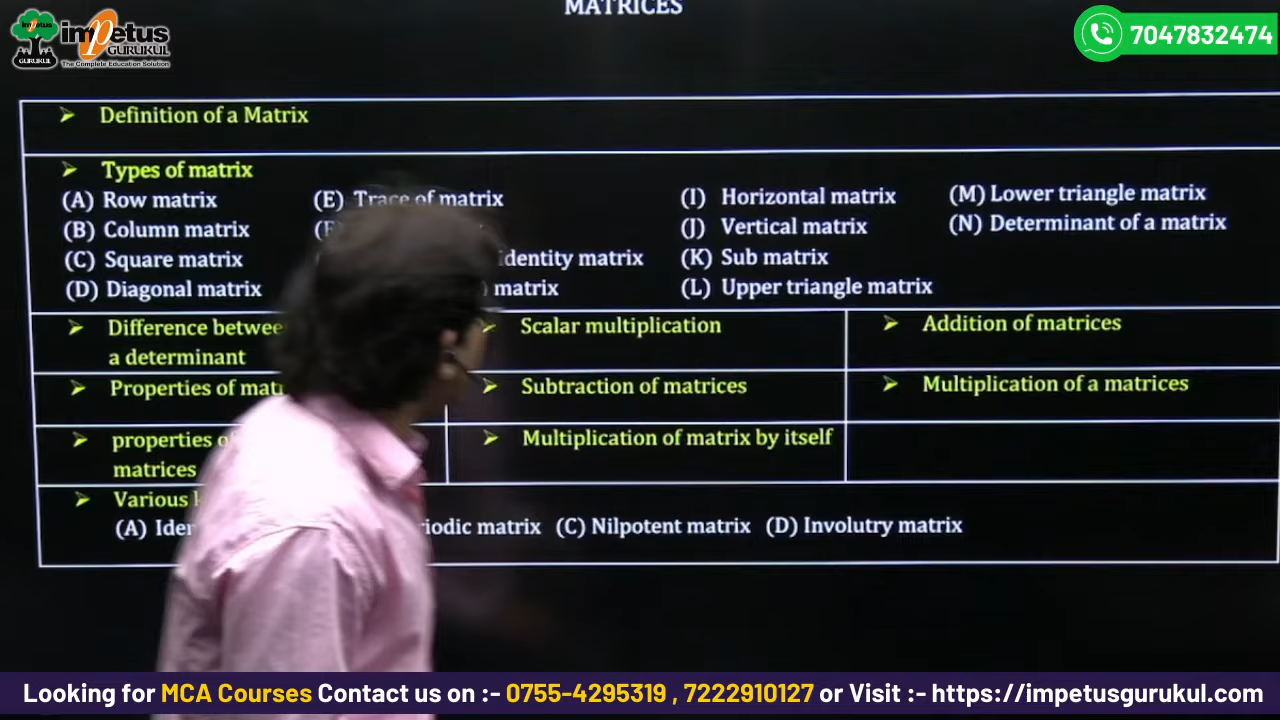 MATRICES
impetus
GURUKUL
The Complete Education Solution
GURUKUL
7047832474
➢ Definition of a Matrix
➢ Types of matrix
(A) Row matrix (E) Trace of matrix (I) Horizontal matrix (M) Lower triangle matrix
(B) Column matrix (J) Vertical matrix (N) Determinant of a matrix
(C) Square matrix identity matrix (K) Sub matrix
(D) Diagonal matrix matrix (L) Upper triangle matrix
➢ Difference
a determinant
➢ Scalar multiplication
➢ Addition of matrices
➢ Properties of
➢ Subtraction of matrices
➢ Multiplication of a matrices
➢ properties
matrices
➢ Multiplication of matrix by itself
➢ Various
(A) matrix (C) Nilpotent matrix (D) Involutry matrix
Looking for MCA Courses Contact us on :- 0755-4295319 , 7222910127 or Visit :- https://impetusgurukul.com